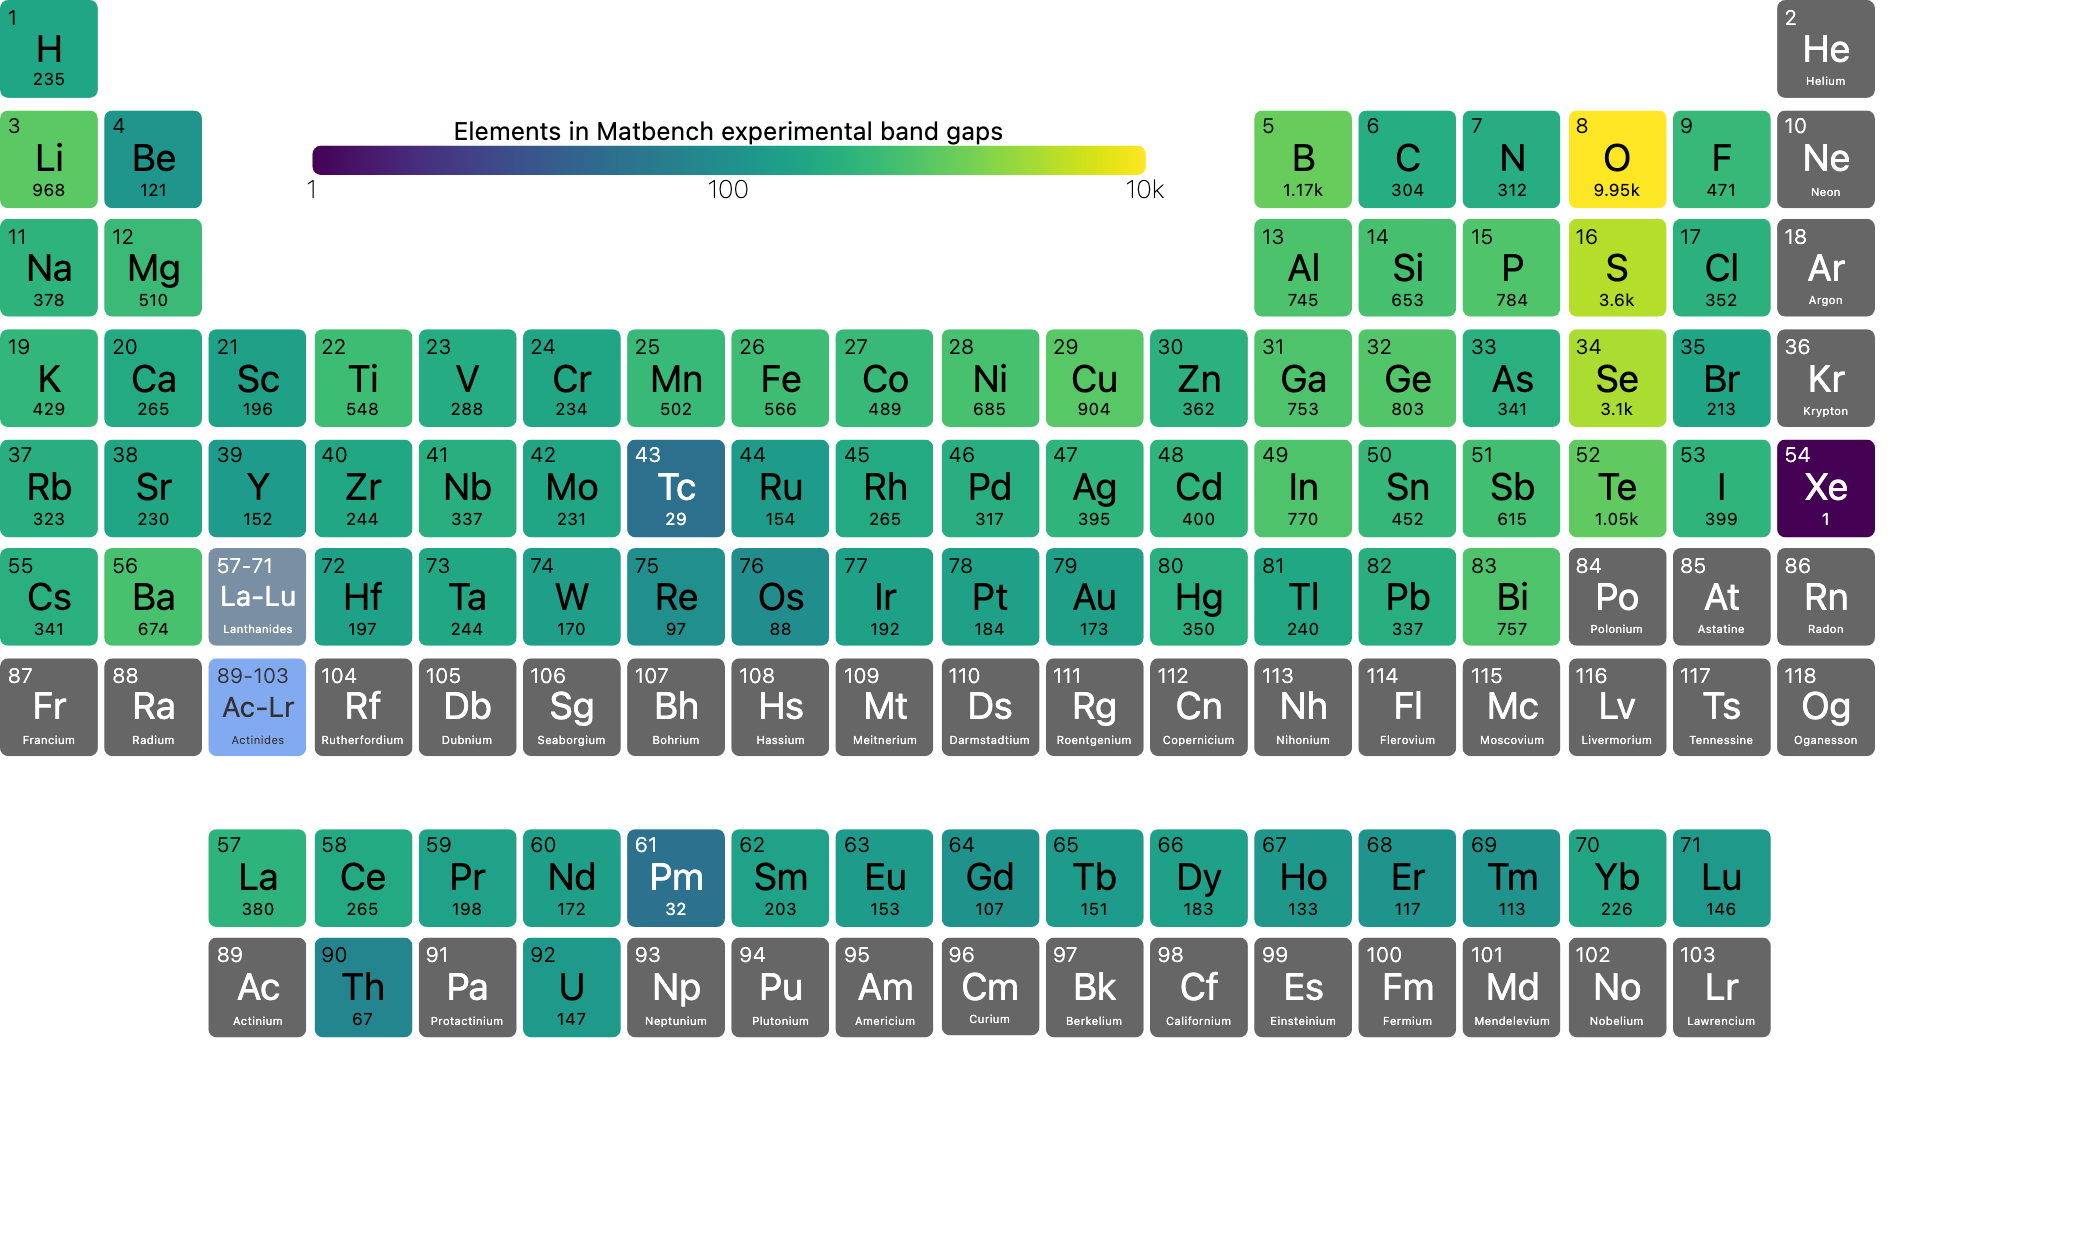 1 2
H He
235 Helium
Elements in Matbench experimental band gaps
1 100 10k
3 4 5 6 7 8 9 10
Li Be B C N O F Ne
968 121 1.17k 304 312 9.95k 471 Neon
11 12 13 14 15 16 17 18
Na Mg Al Si P S Cl Ar
378 510 745 653 784 3.6k 352 Argon
19 20 21 22 23 24 25 26 27 28 29 30 31 32 33 34 35 36
K Ca Sc Ti V Cr Mn Fe Co Ni Cu Zn Ga Ge As Se Br Kr
429 265 196 548 288 234 502 566 489 685 904 362 753 803 341 3.1k 213 Krypton
37 38 39 40 41 42 43 44 45 46 47 48 49 50 51 52 53 54
Rb Sr Y Zr Nb Mo Tc Ru Rh Pd Ag Cd In Sn Sb Te I Xe
323 230 152 244 337 231 29 154 265 317 395 400 770 452 615 1.05k 399 1
55 56 57-71 72 73 74 75 76 77 78 79 80 81 82 83 84 85 86
Cs Ba La-Lu Hf Ta W Re Os Ir Pt Au Hg Tl Pb Bi Po At Rn
341 674 Lanthanides 197 244 170 97 88 192 184 173 350 240 337 757 Polonium Astatine Radon
87 88 89-103 104 105 106 107 108 109 110 111 112 113 114 115 116 117 118
Fr Ra Ac-Lr Rf Db Sg Bh Hs Mt Ds Rg Cn Nh Fl Mc Lv Ts Og
Francium Radium Actinides Rutherfordium Dubnium Seaborgium Bohrium Hassium Meitnerium Darmstadtium Roentgenium Copernicium Nihonium Flerovium Moscovium Livermorium Tennessine Oganesson
57 58 59 60 61 62 63 64 65 66 67 68 69 70 71
La Ce Pr Nd Pm Sm Eu Gd Tb Dy Ho Er Tm Yb Lu
380 265 198 172 32 203 153 107 151 183 133 117 113 226 146
89 90 91 92 93 94 95 96 97 98 99 100 101 102 103
Ac Th Pa U Np Pu Am Cm Bk Cf Es Fm Md No Lr
Actinium 67 Protactinium 147 Neptunium Plutonium Americium Curium Berkelium Californium Einsteinium Fermium Mendelevium Nobelium Lawrencium